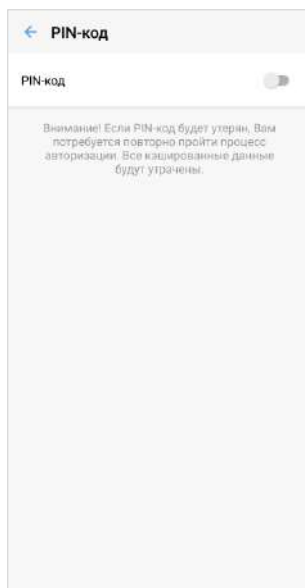 PIN-код
PIN-код
Внимание! Если PIN-код будет утерян, Вам
потребуется повторно пройти процесс
авторизации. Все кэшированные данные
будут утрачены.